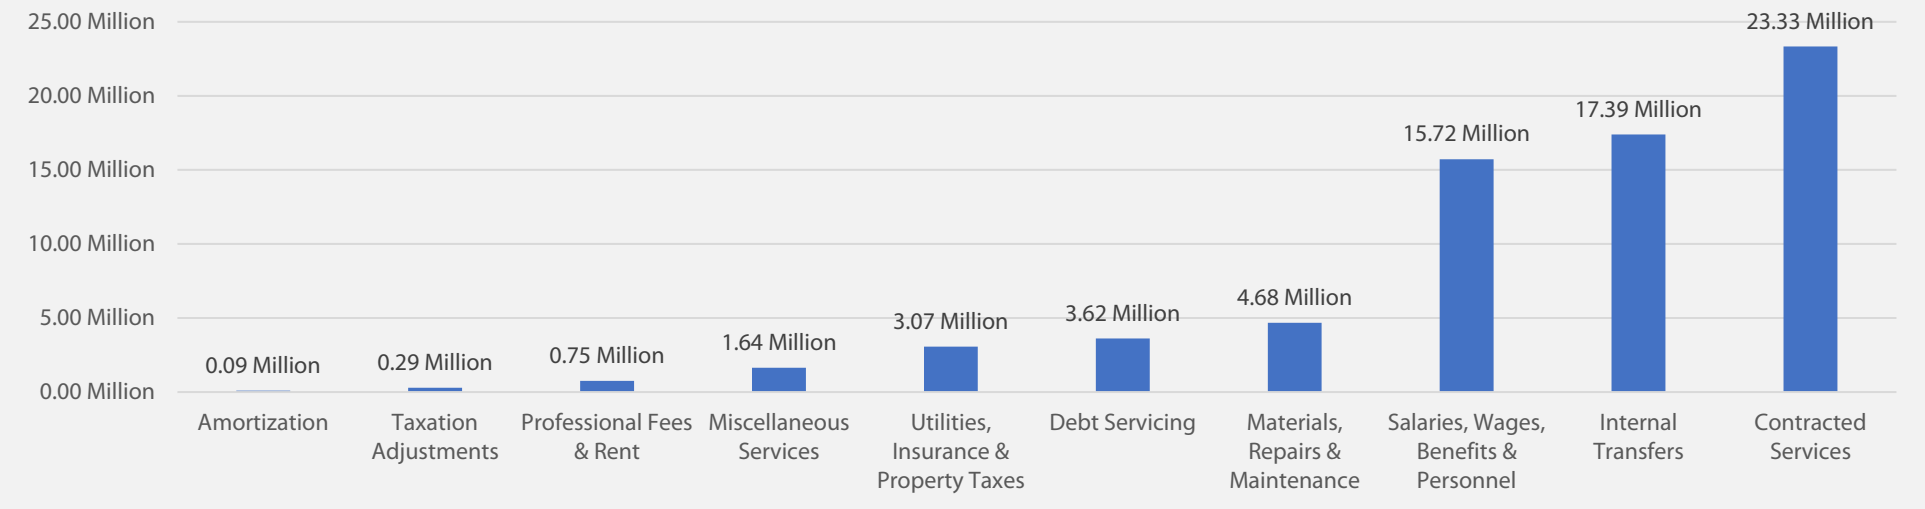 25.00 Million
20.00 Million
15.00 Million
10.00 Million
5.00 Million
0.00 Million
0.09 Million
0.29 Million
0.75 Million
1.64 Million
3.07 Million
3.62 Million
4.68 Million
15.72 Million
17.39 Million
23.33 Million
Amortization
Taxation
Adjustments
Professional Fees
& Rent
Miscellaneous
Services
Utilities,
Insurance &
Property Taxes
Debt Servicing
Materials,
Repairs &
Maintenance
Salaries, Wages,
Benefits &
Personnel
Internal
Transfers
Contracted
Services